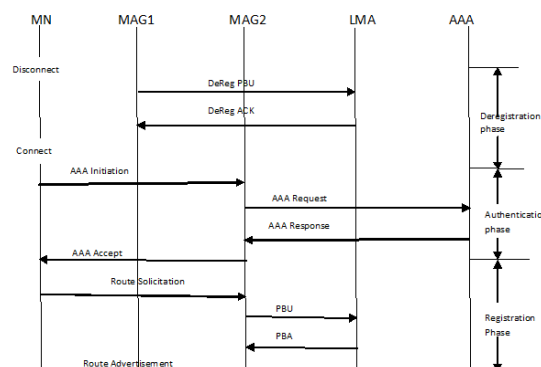 MN MAG1 MAG2 LMA AAA
Disconnect
DeReg PBU
DeReg ACK
Deregistration
phase
Connect
AAA Initiation
AAA Request
Authentication
phase
AAA Response
AAA Accept
Route Solicitation
PBU
Registration
Phase
PBA
Route Advertisement